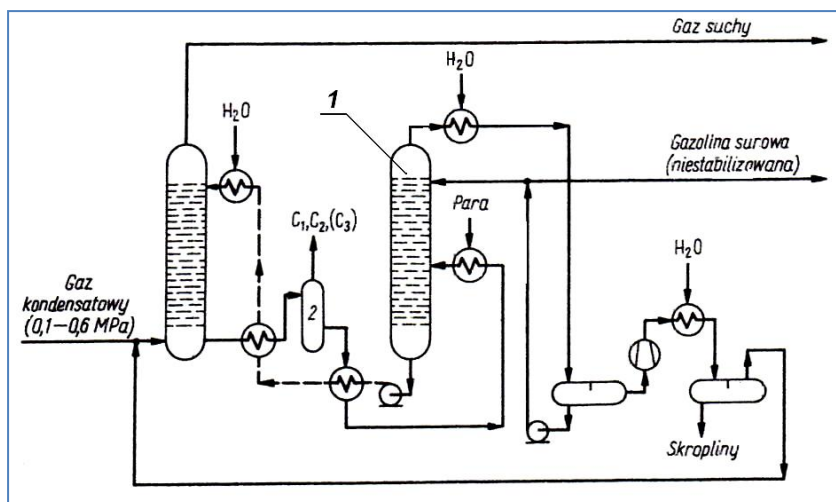 Gaz suchy
H₂O
H₂O
1
Gazolina surowa
(niestabilizowana)
Para
C₁,C₂,(C₃)
H₂O
Gaz
kondensatowy
(0,1—0,6 MPa)
2
Skropliny